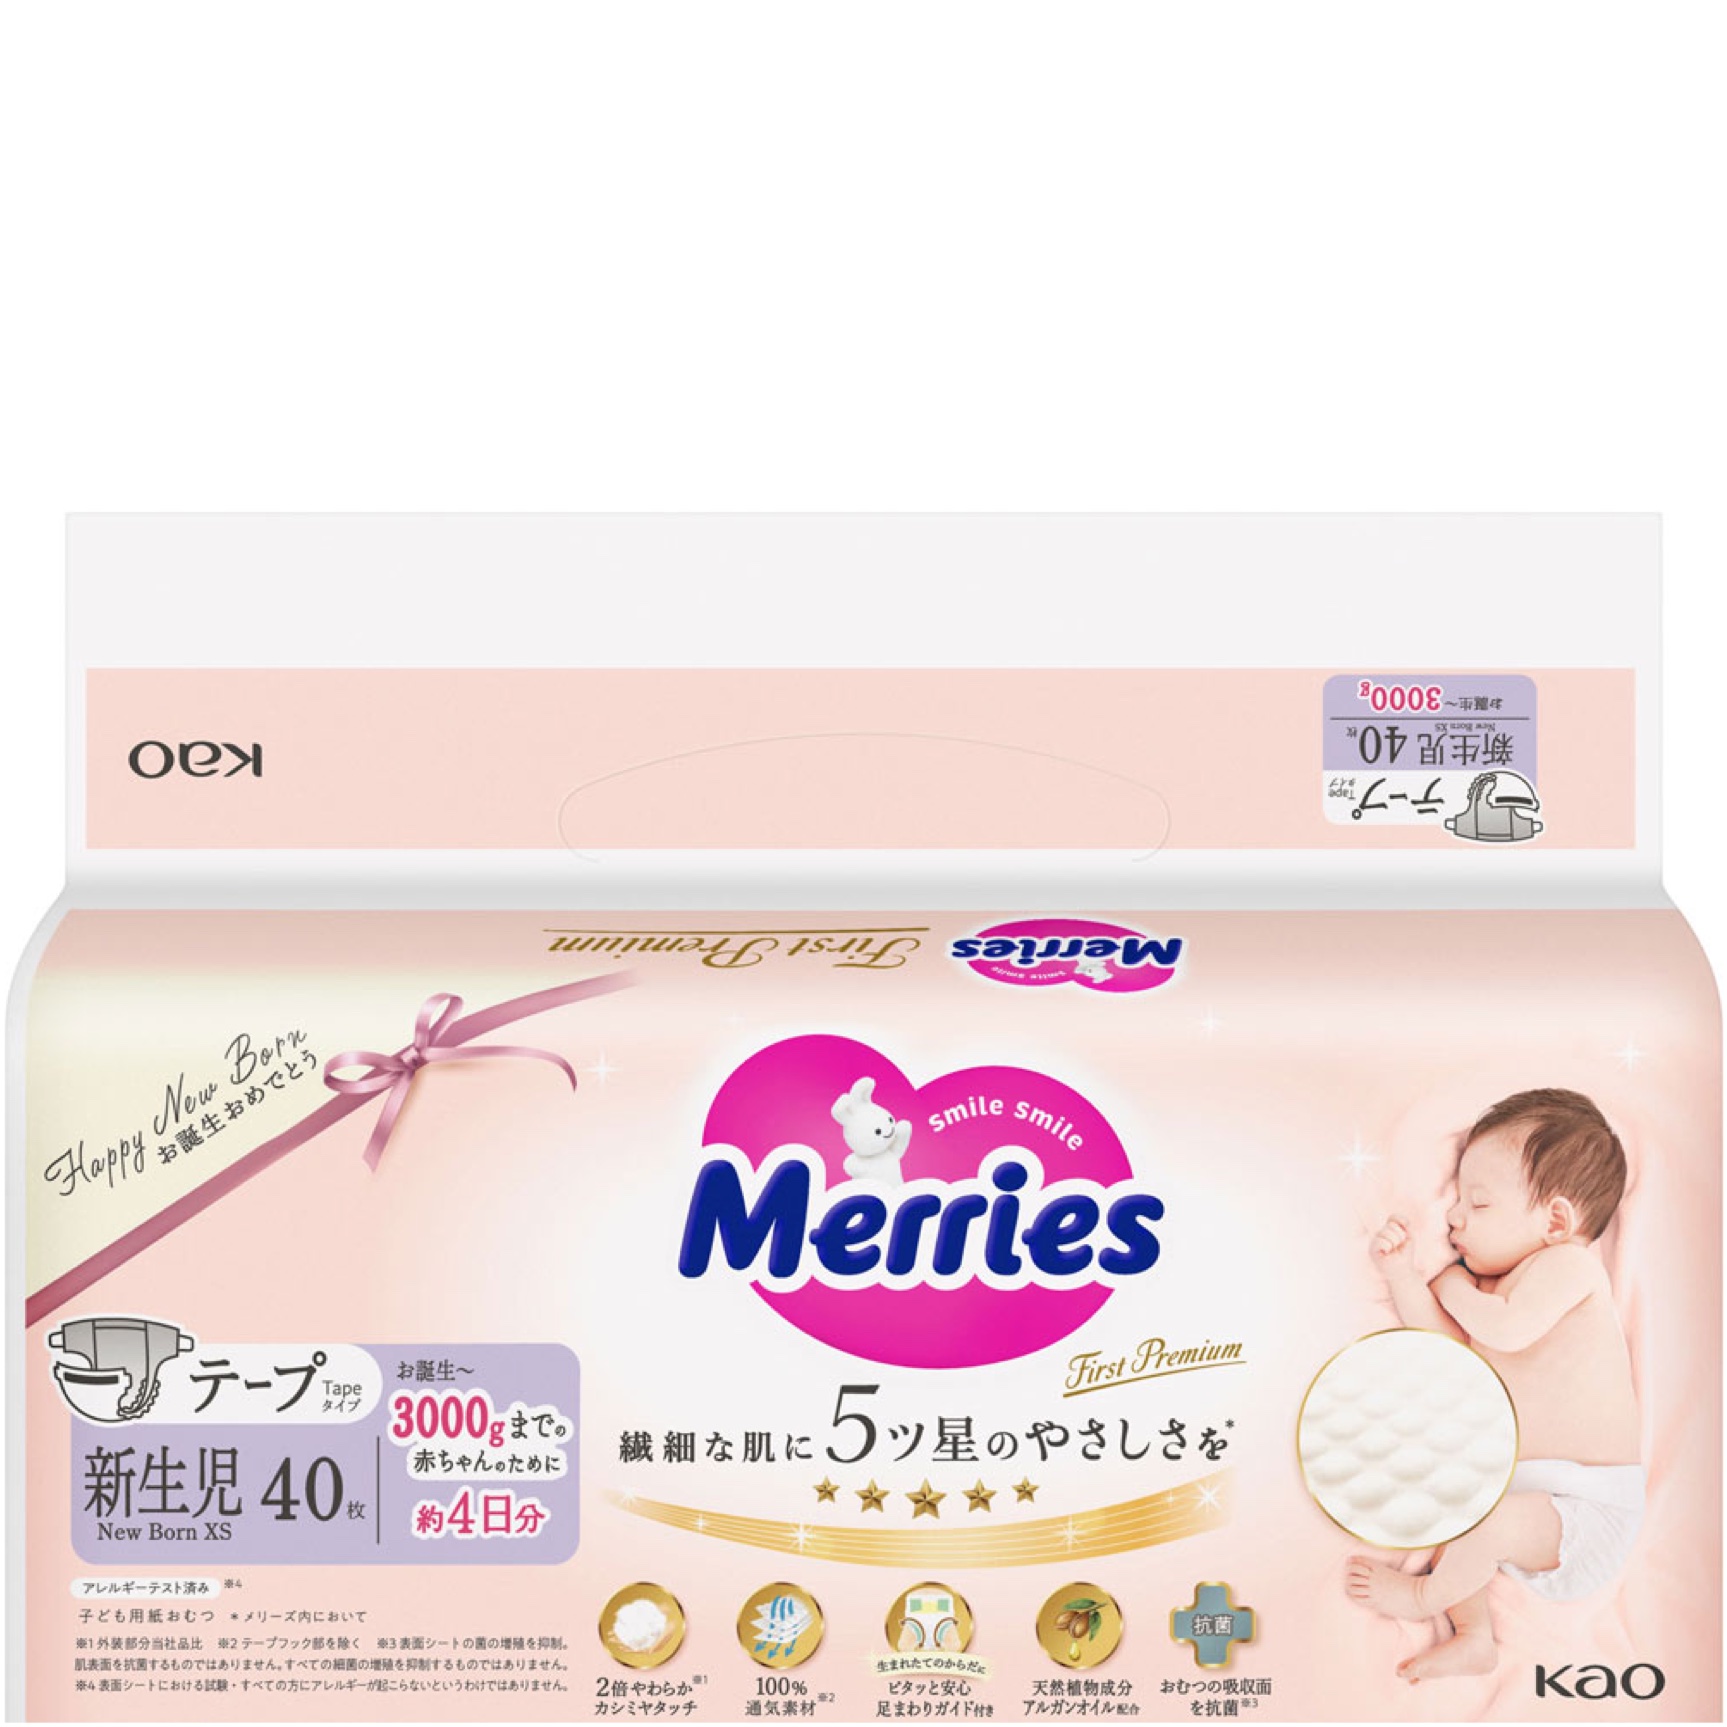 お誕生～3000g
New Born XS
新生児 40枚
テープ Tape タイプ
Kao
Merries
smile smile
First Premium
Happy New Born
お誕生おめでとう
smile smile
Merries
First Premium
繊細な肌に5ツ星のやさしさを*
テープ Tape タイプ
新生児 40枚
New Born XS
お誕生～
3000gまでの
赤ちゃんのために
約4日分
アレルギーテスト済み ※4
子ども用紙おむつ ＊メリーズ内において
※1 外装部分当社品比 ※2 テープフック部を除く ※3 表面シートの菌の増殖を抑制。
肌表面を抗菌するものではありません。すべての細菌の増殖を抑制するものではありません。
※4 表面シートにおける試験・すべての方にアレルギーが起こらないというわけではありません。
2倍やわらか※1
カシミヤタッチ
100%
通気素材※2
生まれたてのからだに
ピタッと安心
足まわりガイド付き
天然植物成分
アルガンオイル配合
抗菌
おむつの吸収面
を抗菌※3
Kao